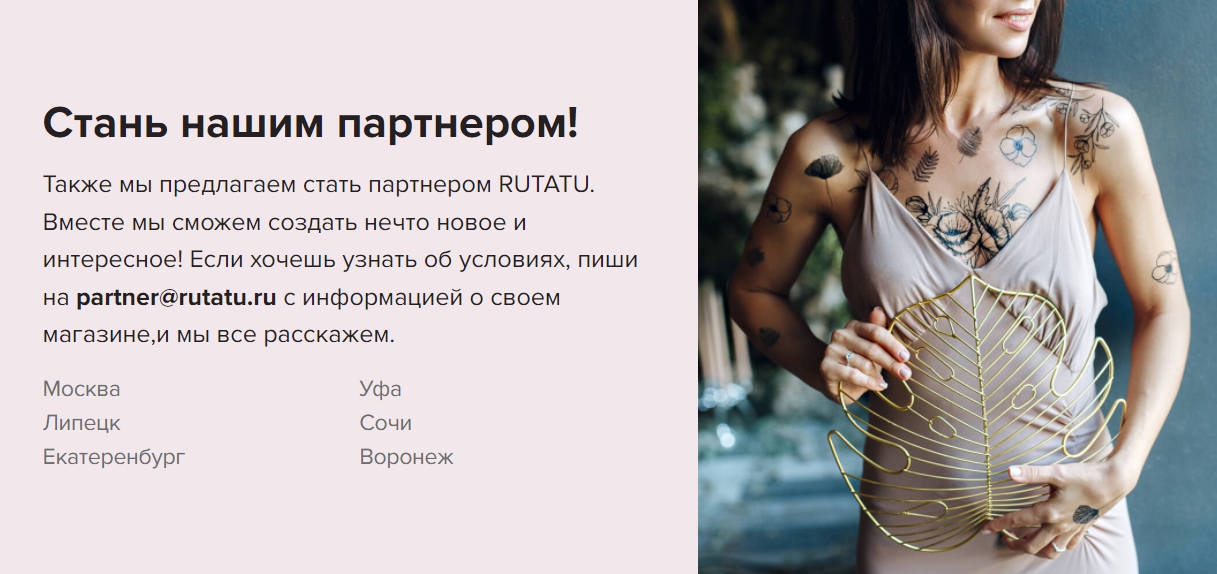 Стань нашим партнером!
Также мы предлагаем стать партнером RUTATU.
Вместе мы сможем создать нечто новое и
интересное! Если хочешь узнать об условиях, пиши
на partner@rutatu.ru с информацией о своем
магазине,и мы все расскажем.
Москва
Липецк
Екатеренбург
Уфа
Сочи
Воронеж